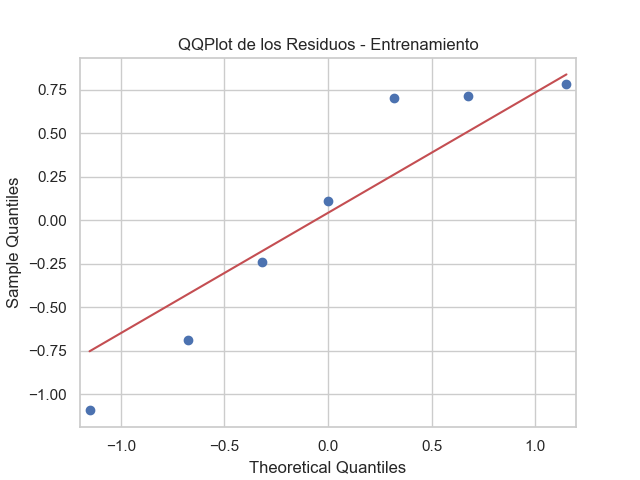 QQPlot de los Residuos - Entrenamiento
0.75
0.50
0.25
0.00
−0.25
−0.50
−0.75
−1.00
Sample Quantiles
−1.0 −0.5 0.0 0.5 1.0
Theoretical Quantiles